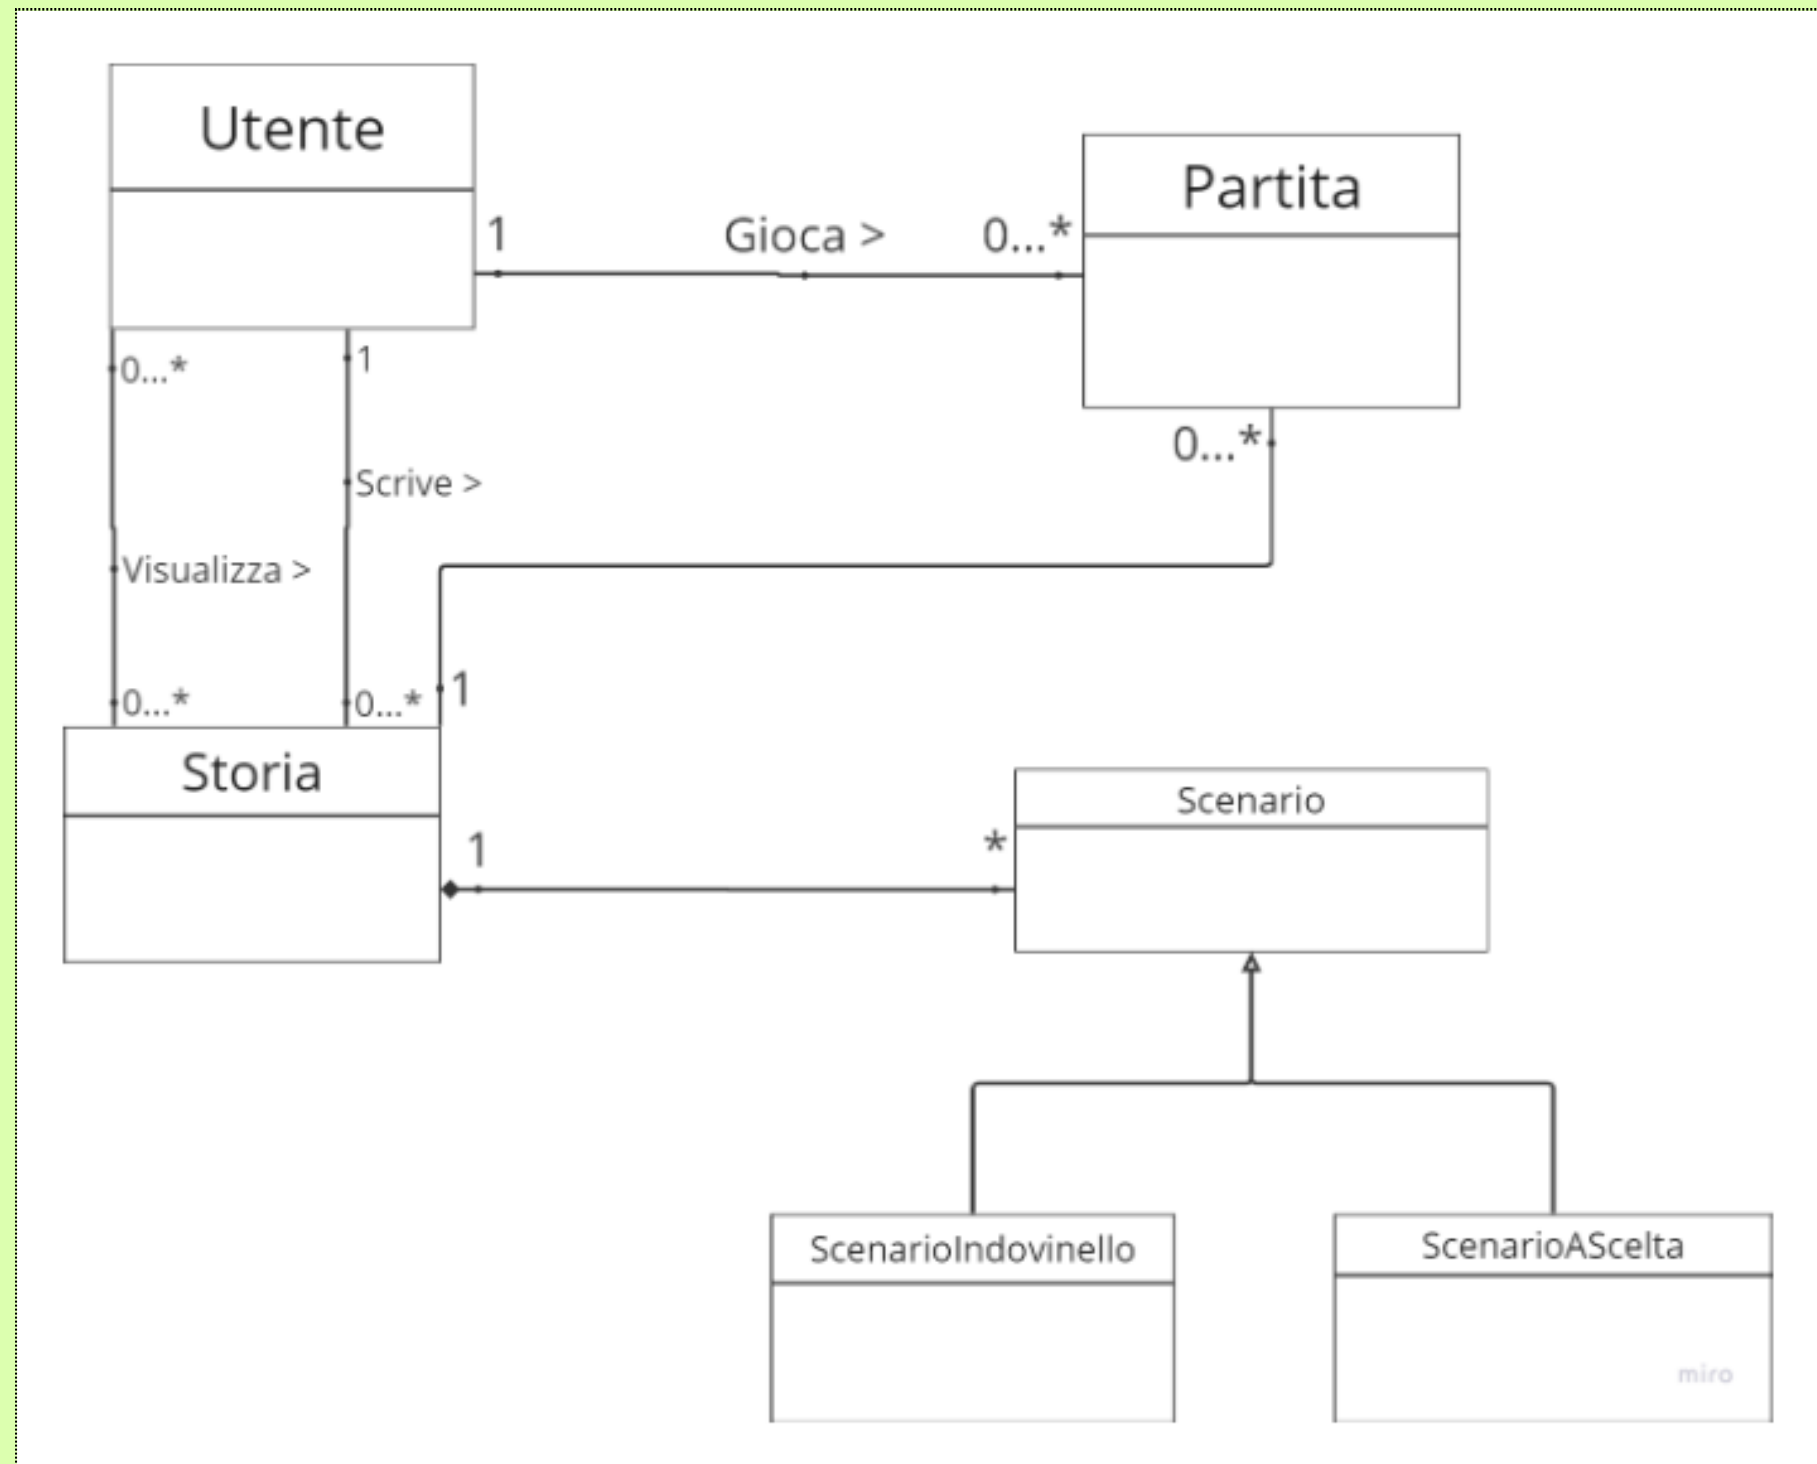 Utente
Partita
1
Gioca >
0...*
0...*
1
0...*
Scrive >
Visualizza >
0...*
0...*
1
Storia
Scenario
1
*
ScenarioIndovinello
ScenarioAScelta
miro